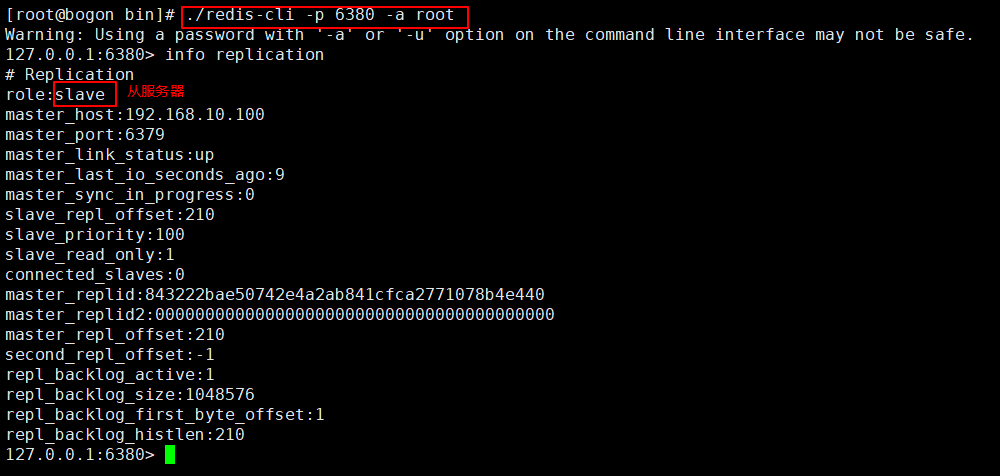 [root@bogon bin]# ./redis-cli -p 6380 -a root
Warning: Using a password with '-a' or '-u' option on the command line interface may not be safe.
127.0.0.1:6380> info replication
# Replication
role:slave 从服务器
master_host:192.168.10.100
master_port:6379
master_link_status:up
master_last_io_seconds_ago:9
master_sync_in_progress:0
slave_repl_offset:210
slave_priority:100
slave_read_only:1
connected_slaves:0
master_replid:843222bae50742e4a2ab841cfca2771078b4e440
master_replid2:0000000000000000000000000000000000000000
master_repl_offset:210
second_repl_offset:-1
repl_backlog_active:1
repl_backlog_size:1048576
repl_backlog_first_byte_offset:1
repl_backlog_histlen:210
127.0.0.1:6380>